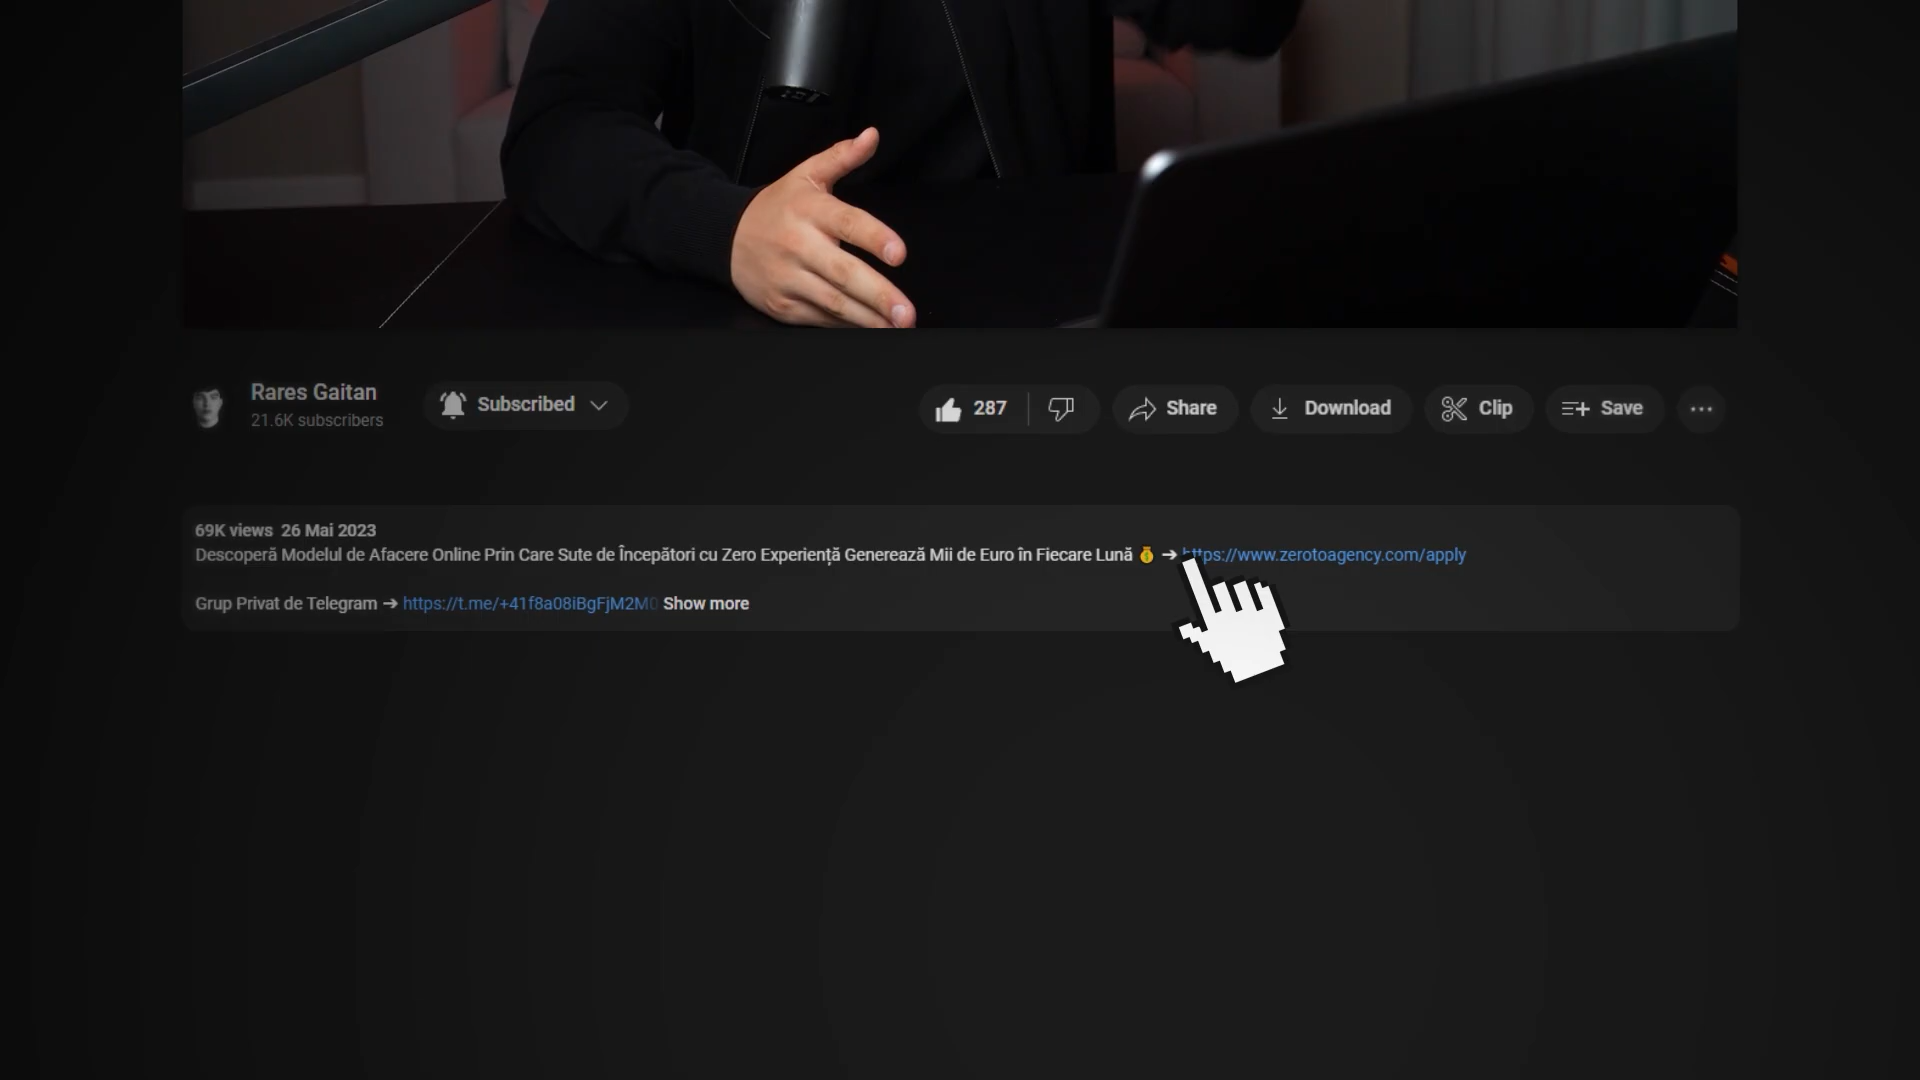 Rares Gaitan
21.6K subscribers
Subscribed
287
Share
Download
Clip
Save
69K views 26 Mai 2023
Descoperă Modelul de Afacere Online Prin Care Sute de Începători cu Zero Experiență Generează Mii de Euro în Fiecare Lună 💰 ➔ https://www.zerotoagency.com/apply
Grup Privat de Telegram ➔ https://t.me/+41f8a08iBgFjM2M0 Show more